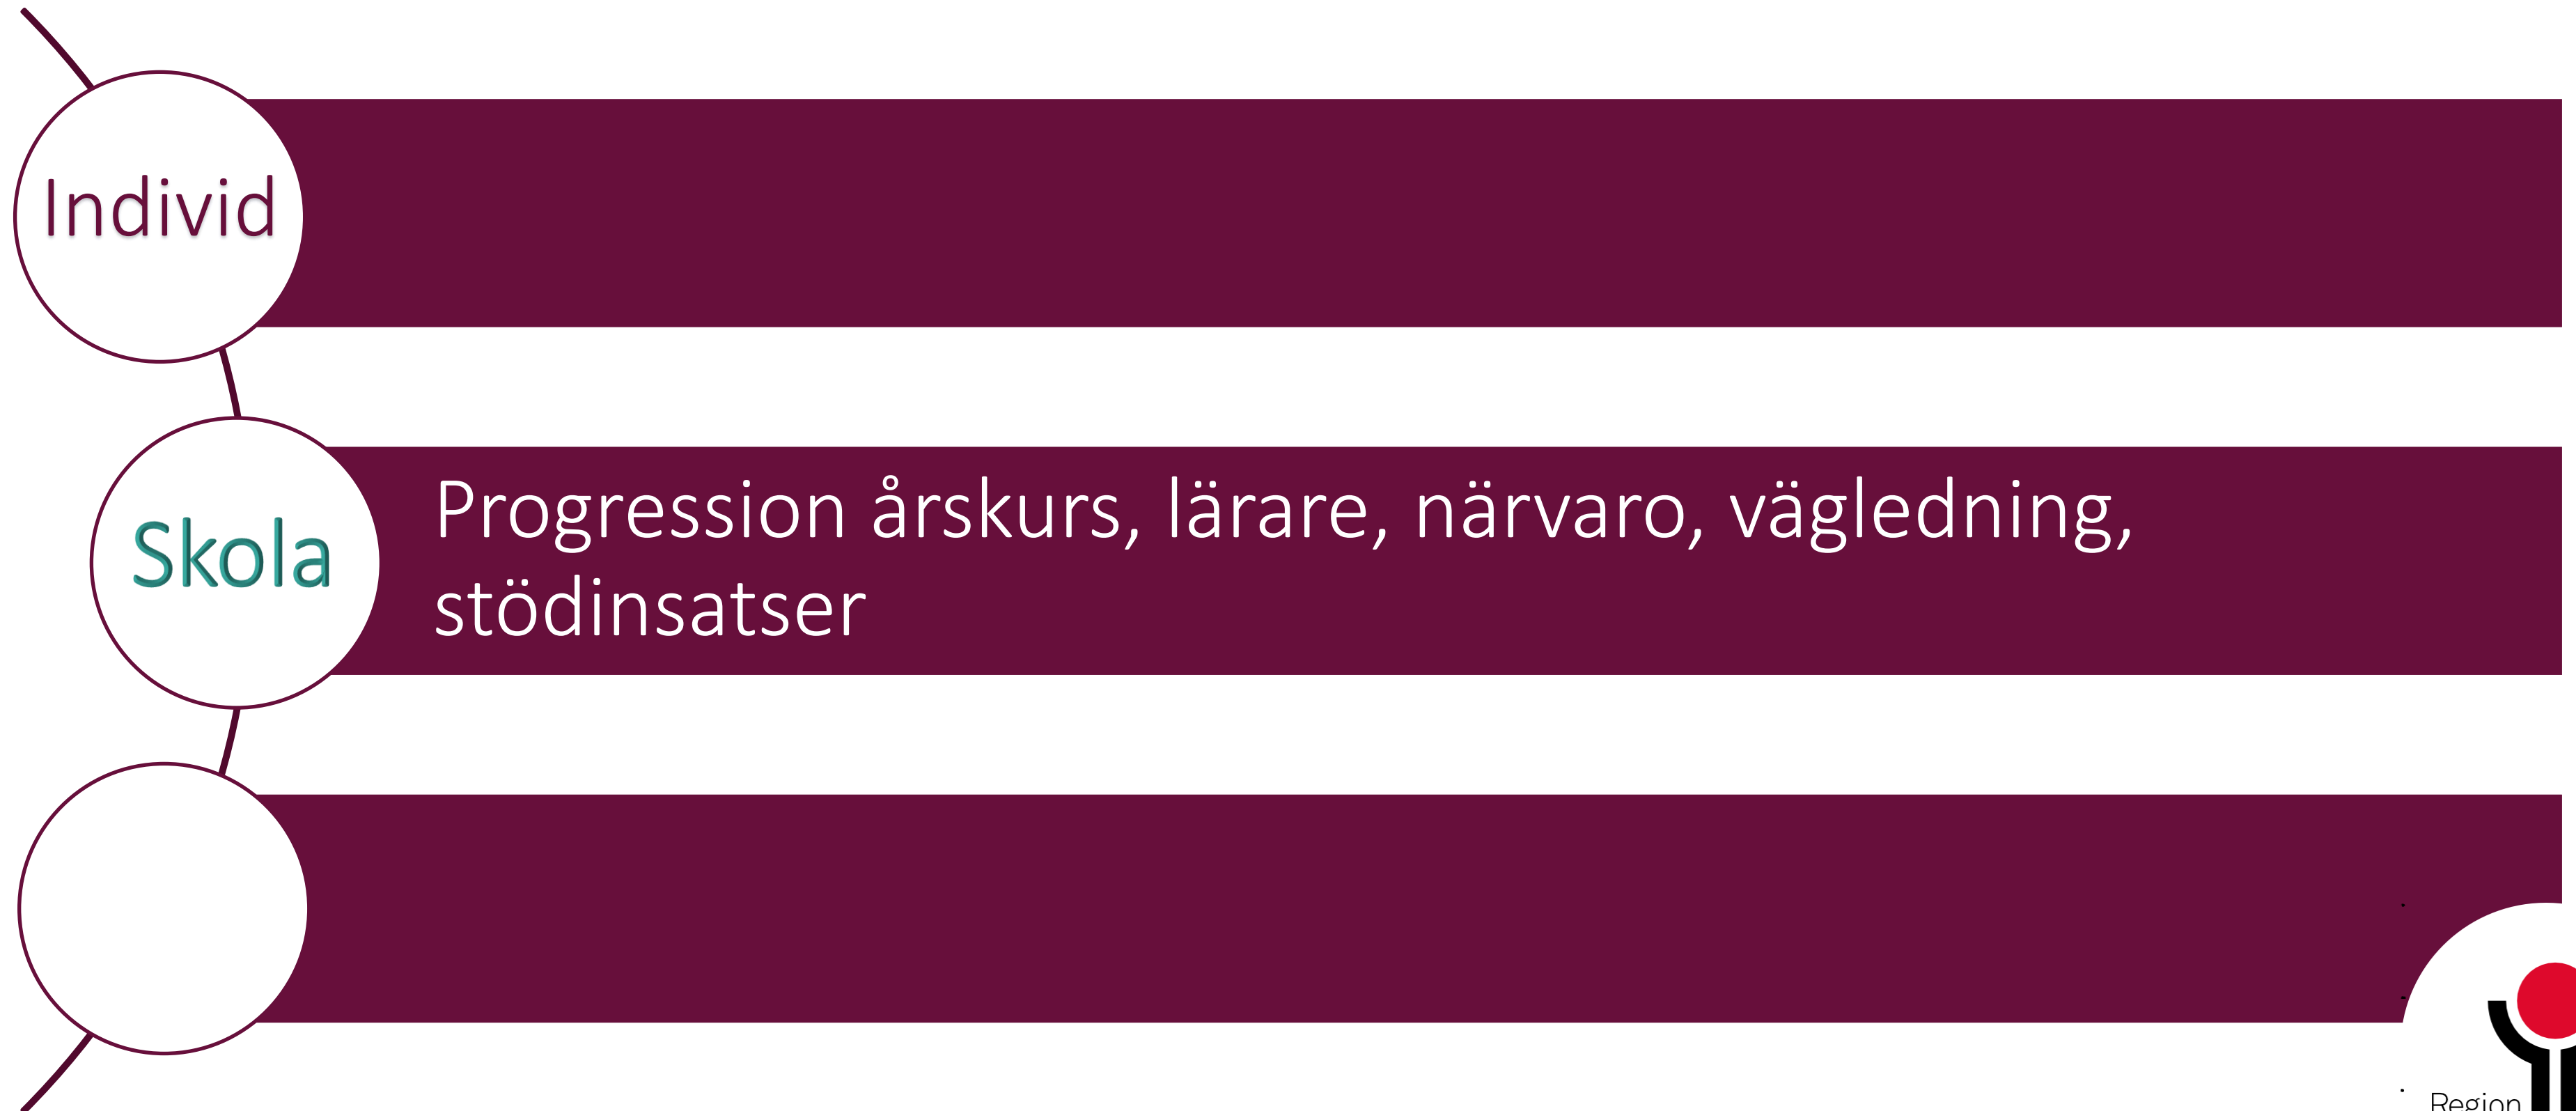 Individ
Skola
Progression årskurs, lärare, närvaro, vägledning,
stödinsatser
Region